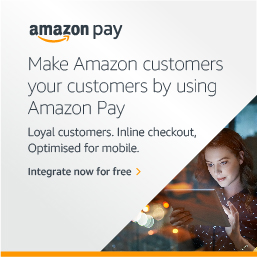 amazon pay
Make Amazon customers
your customers by using
Amazon Pay
Loyal customers. Inline checkout,
Optimised for mobile.
Integrate now for free >